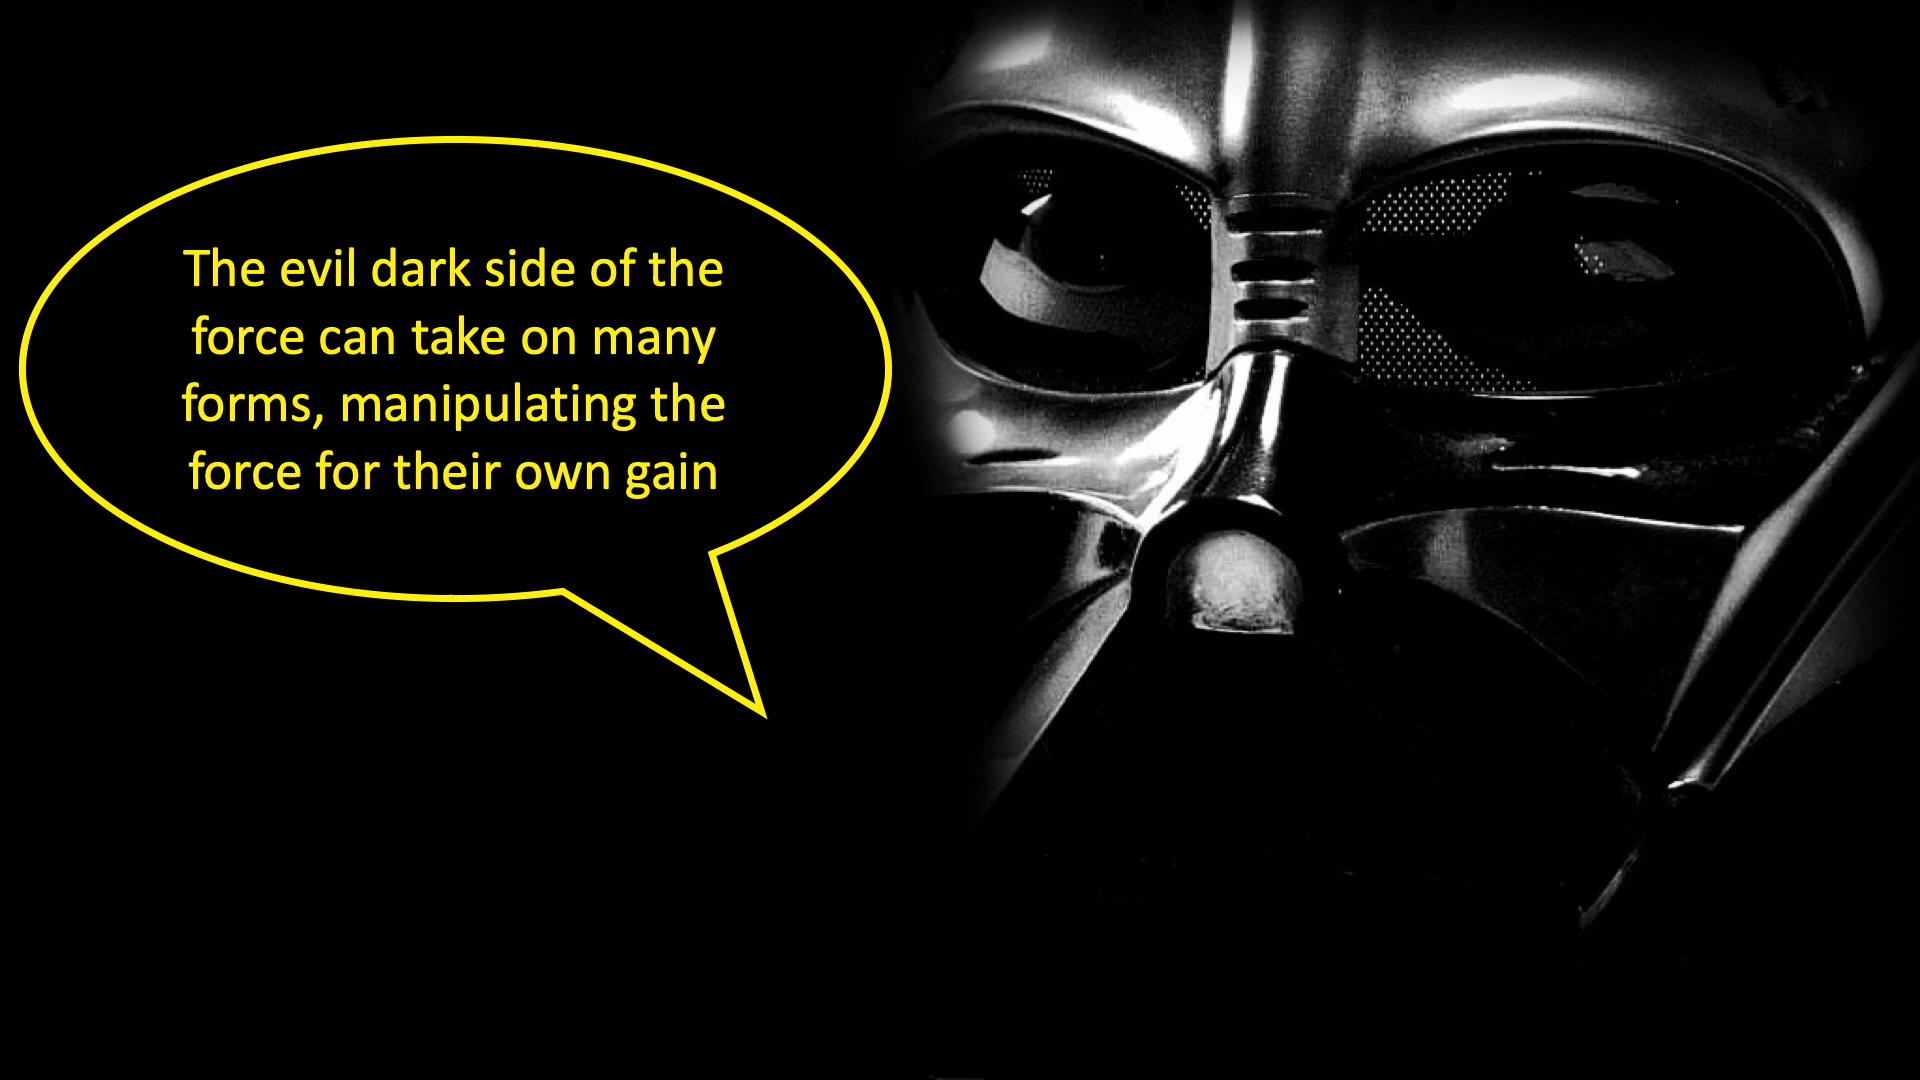 The evil dark side of the
force can take on many
forms, manipulating the
force for their own gain